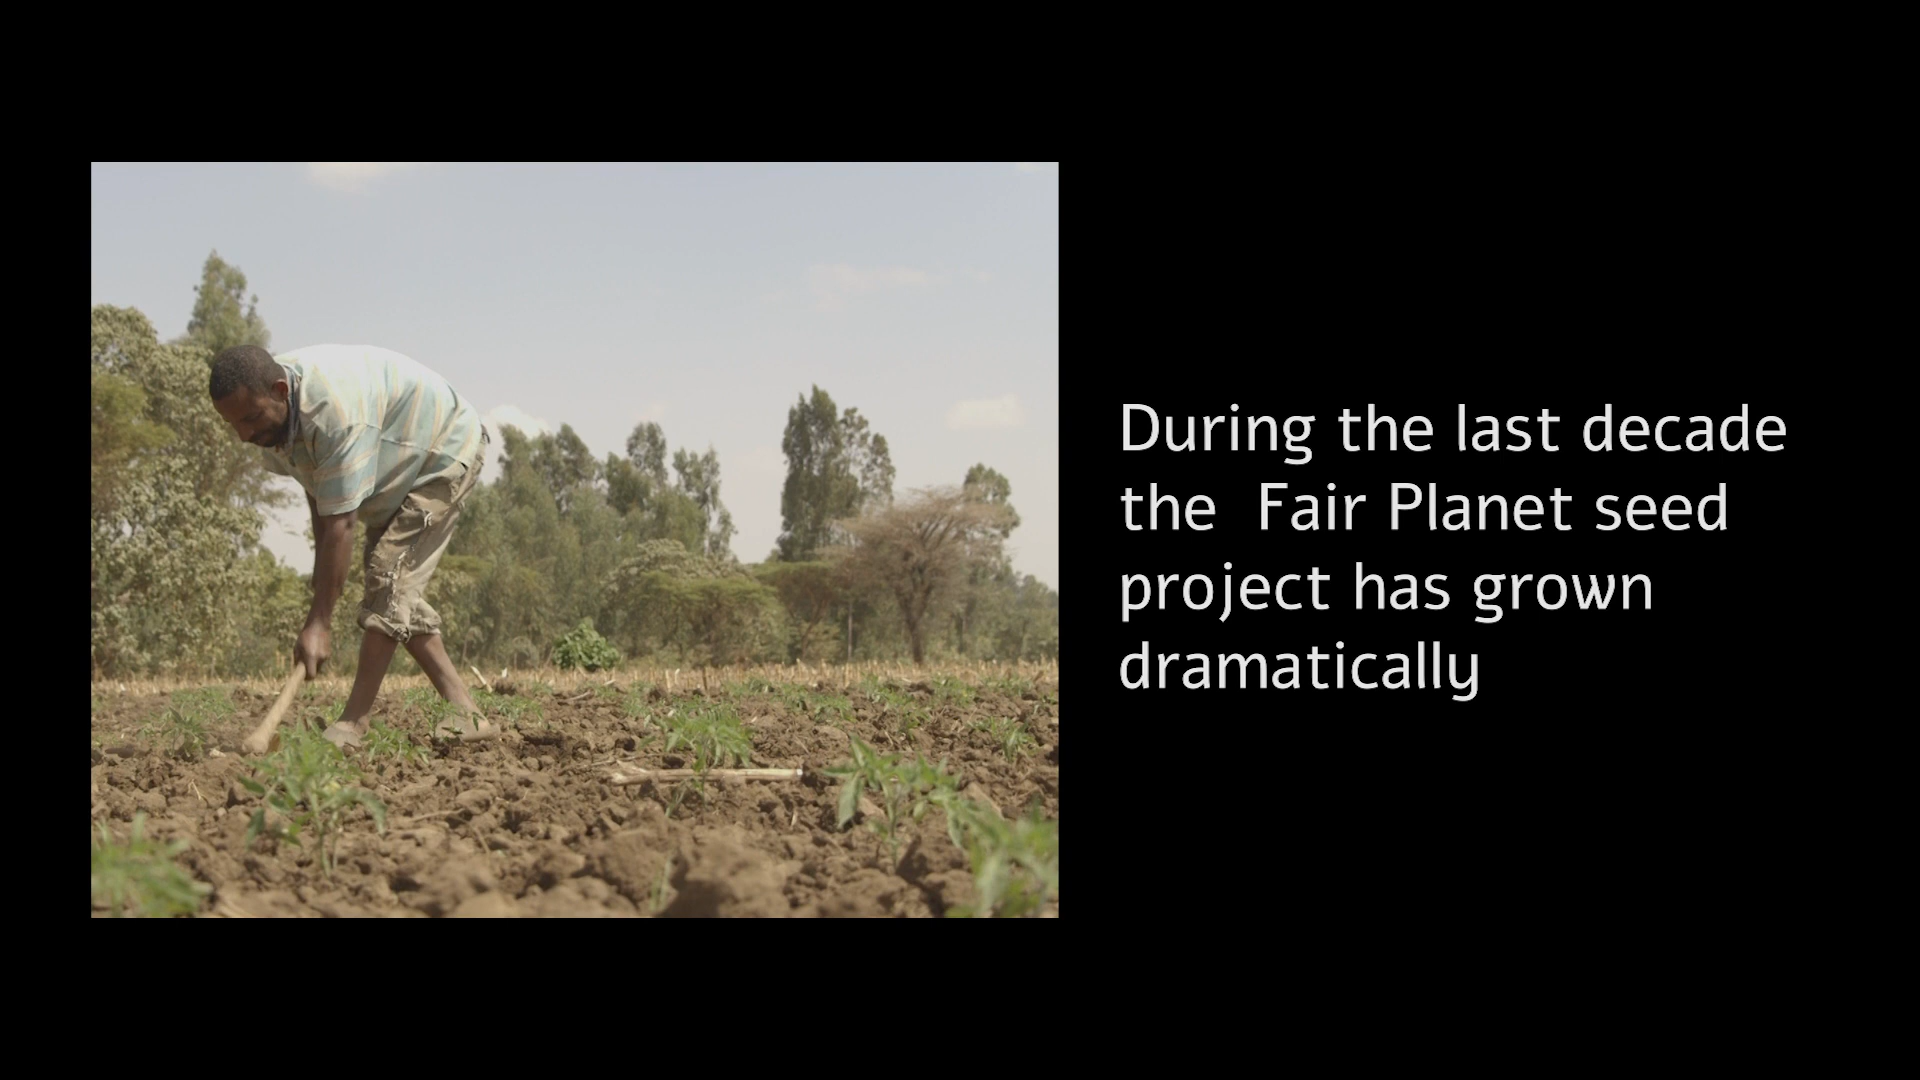 During the last decade
the  Fair Planet seed
project has grown
dramatically